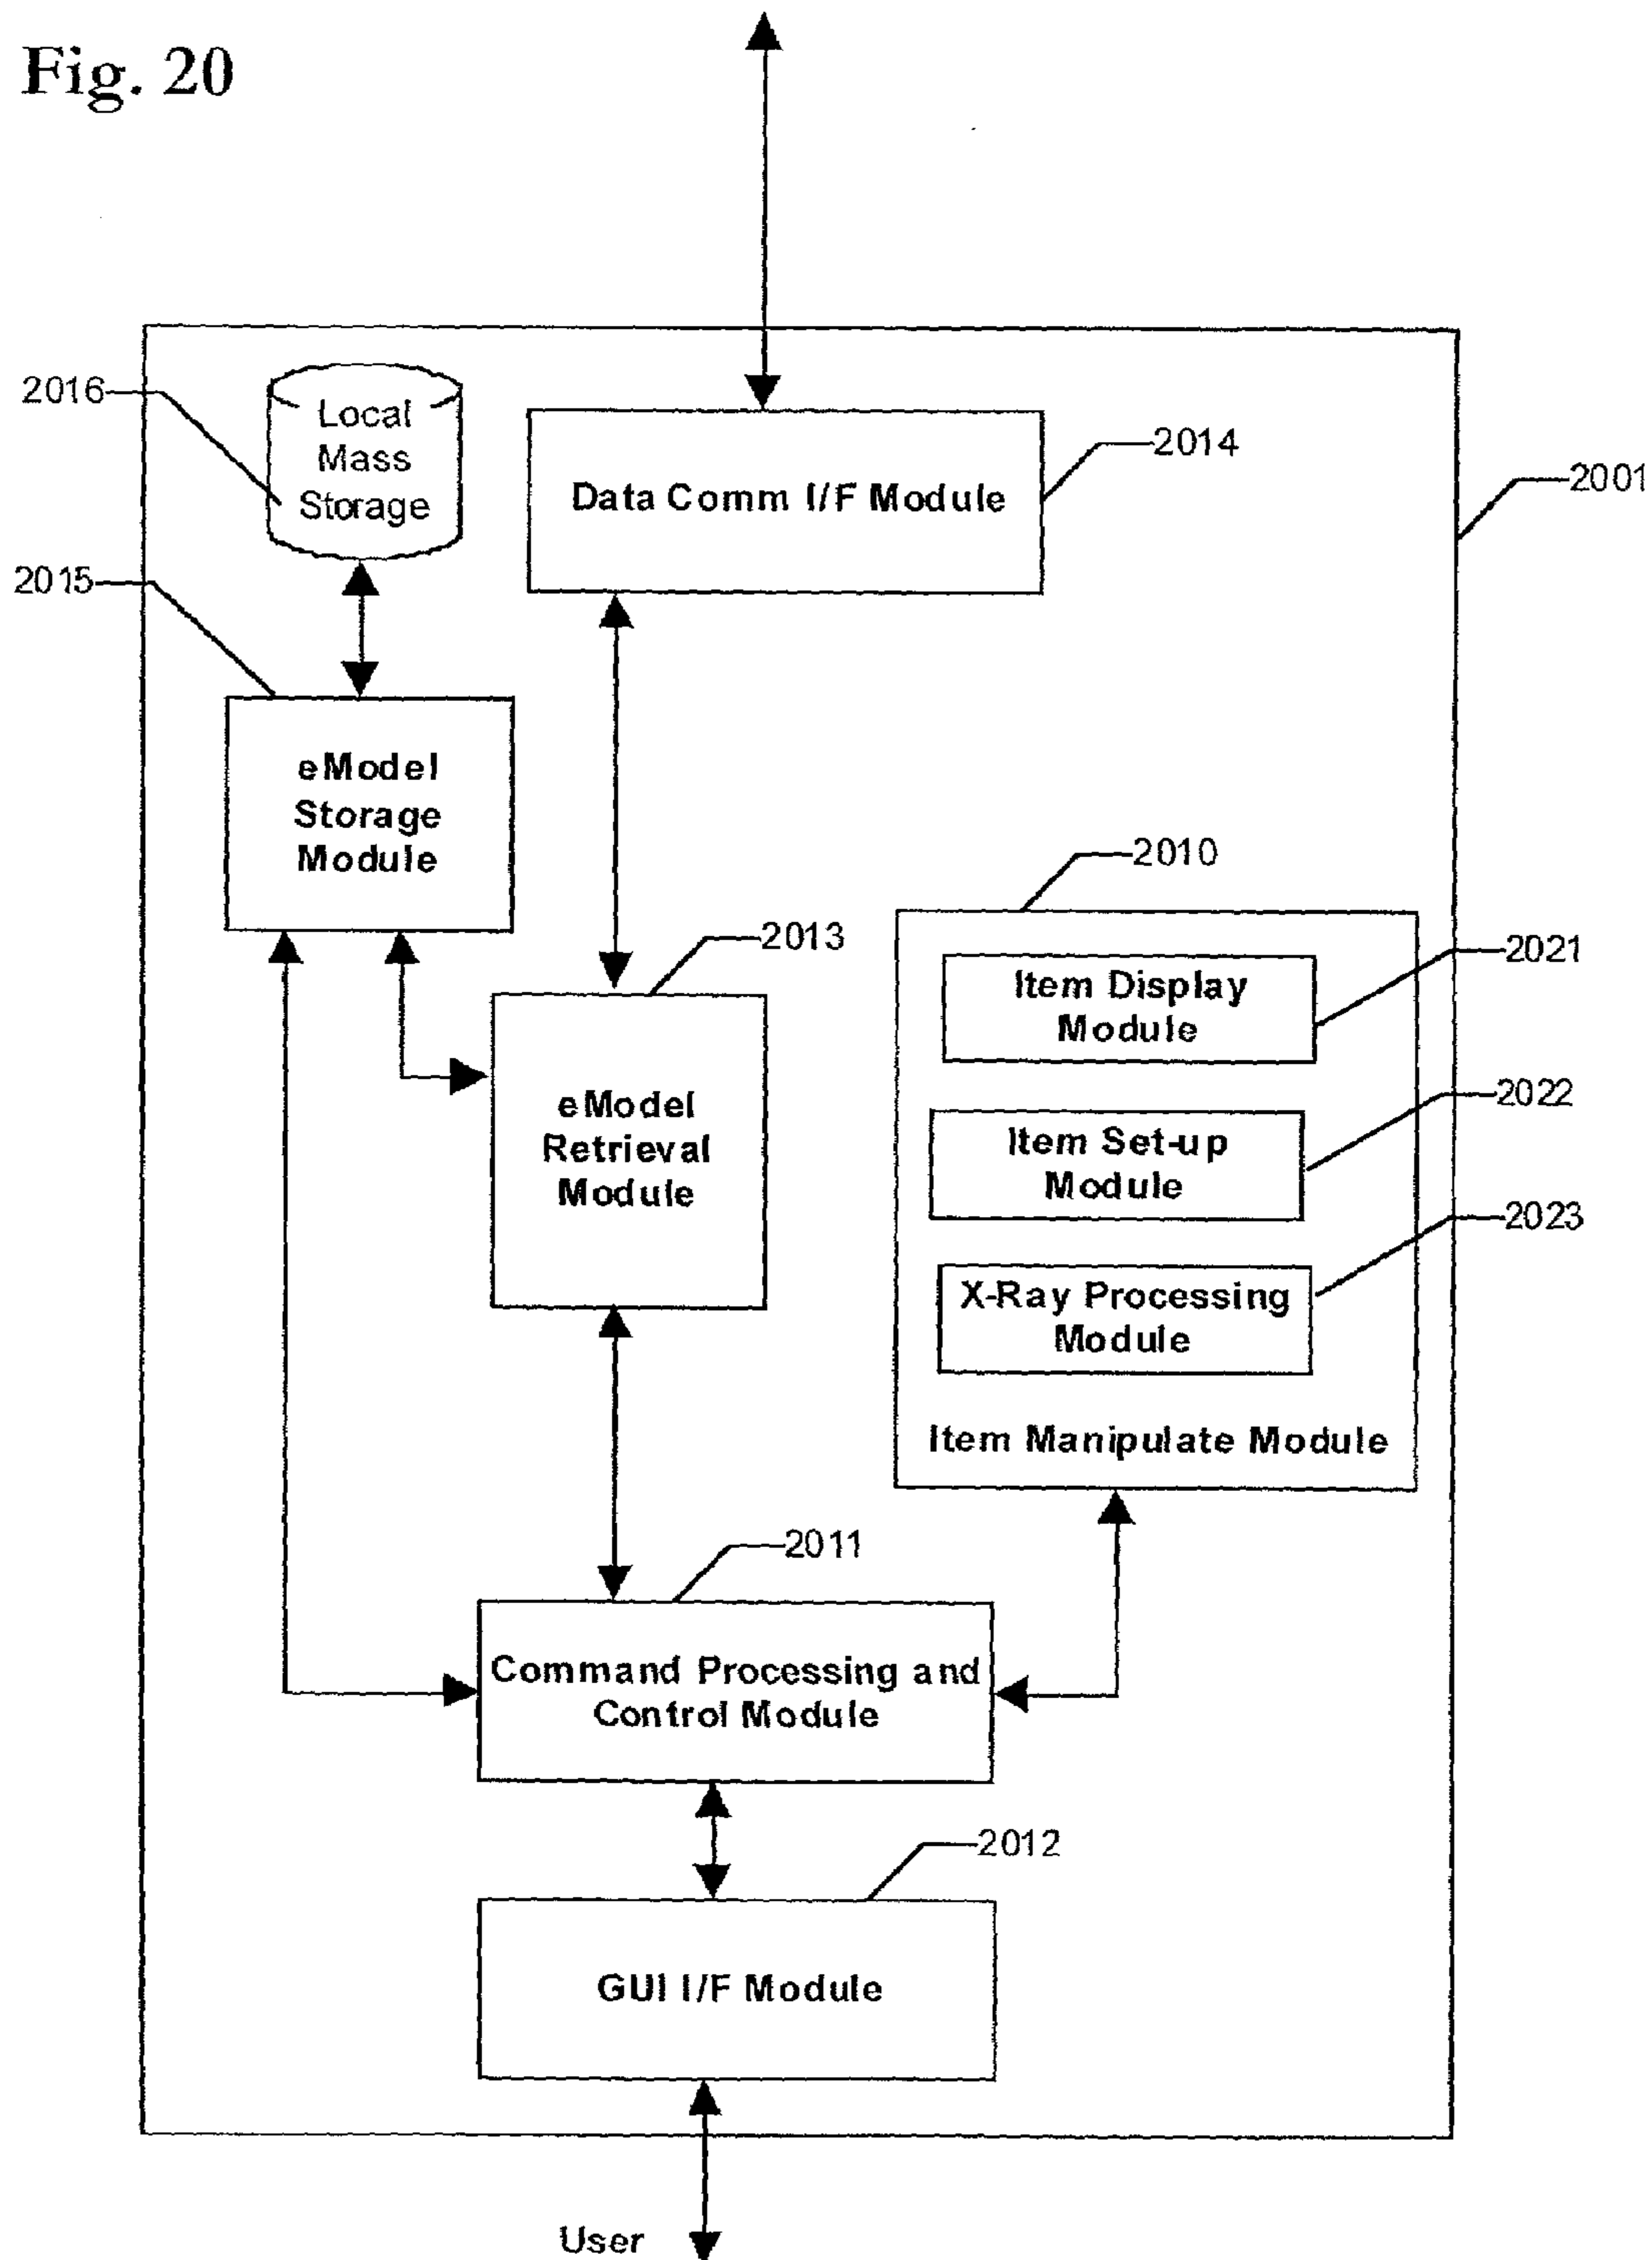 Fig. 20
2016
Local
Mass
Storage
2014
Data Comm I/F Module
2001
2015
eModel
Storage
Module
2010
2013
2021
Item Display
Module
eModel
Retrieval
Module
2022
Item Set-up
Module
2023
X-Ray Processing
Module
Item Manipulate Module
2011
Command Processing and
Control Module
2012
GUI I/F Module
User